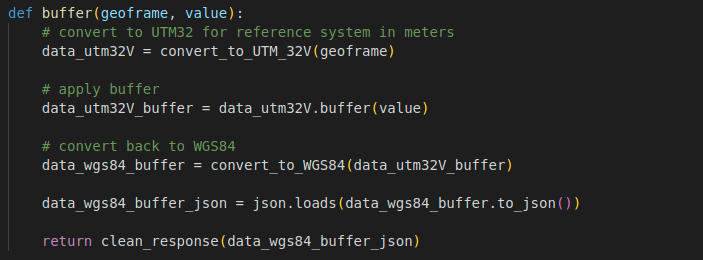 def buffer(geoframe, value):
    # convert to UTM32 for reference system in meters
    data_utm32V = convert_to_UTM_32V(geoframe)
    # apply buffer
    data_utm32V_buffer = data_utm32V.buffer(value)
    # convert back to WGS84
    data_wgs84_buffer = convert_to_WGS84(data_utm32V_buffer)
    data_wgs84_buffer_json = json.loads(data_wgs84_buffer.to_json())
    return clean_response(data_wgs84_buffer_json)